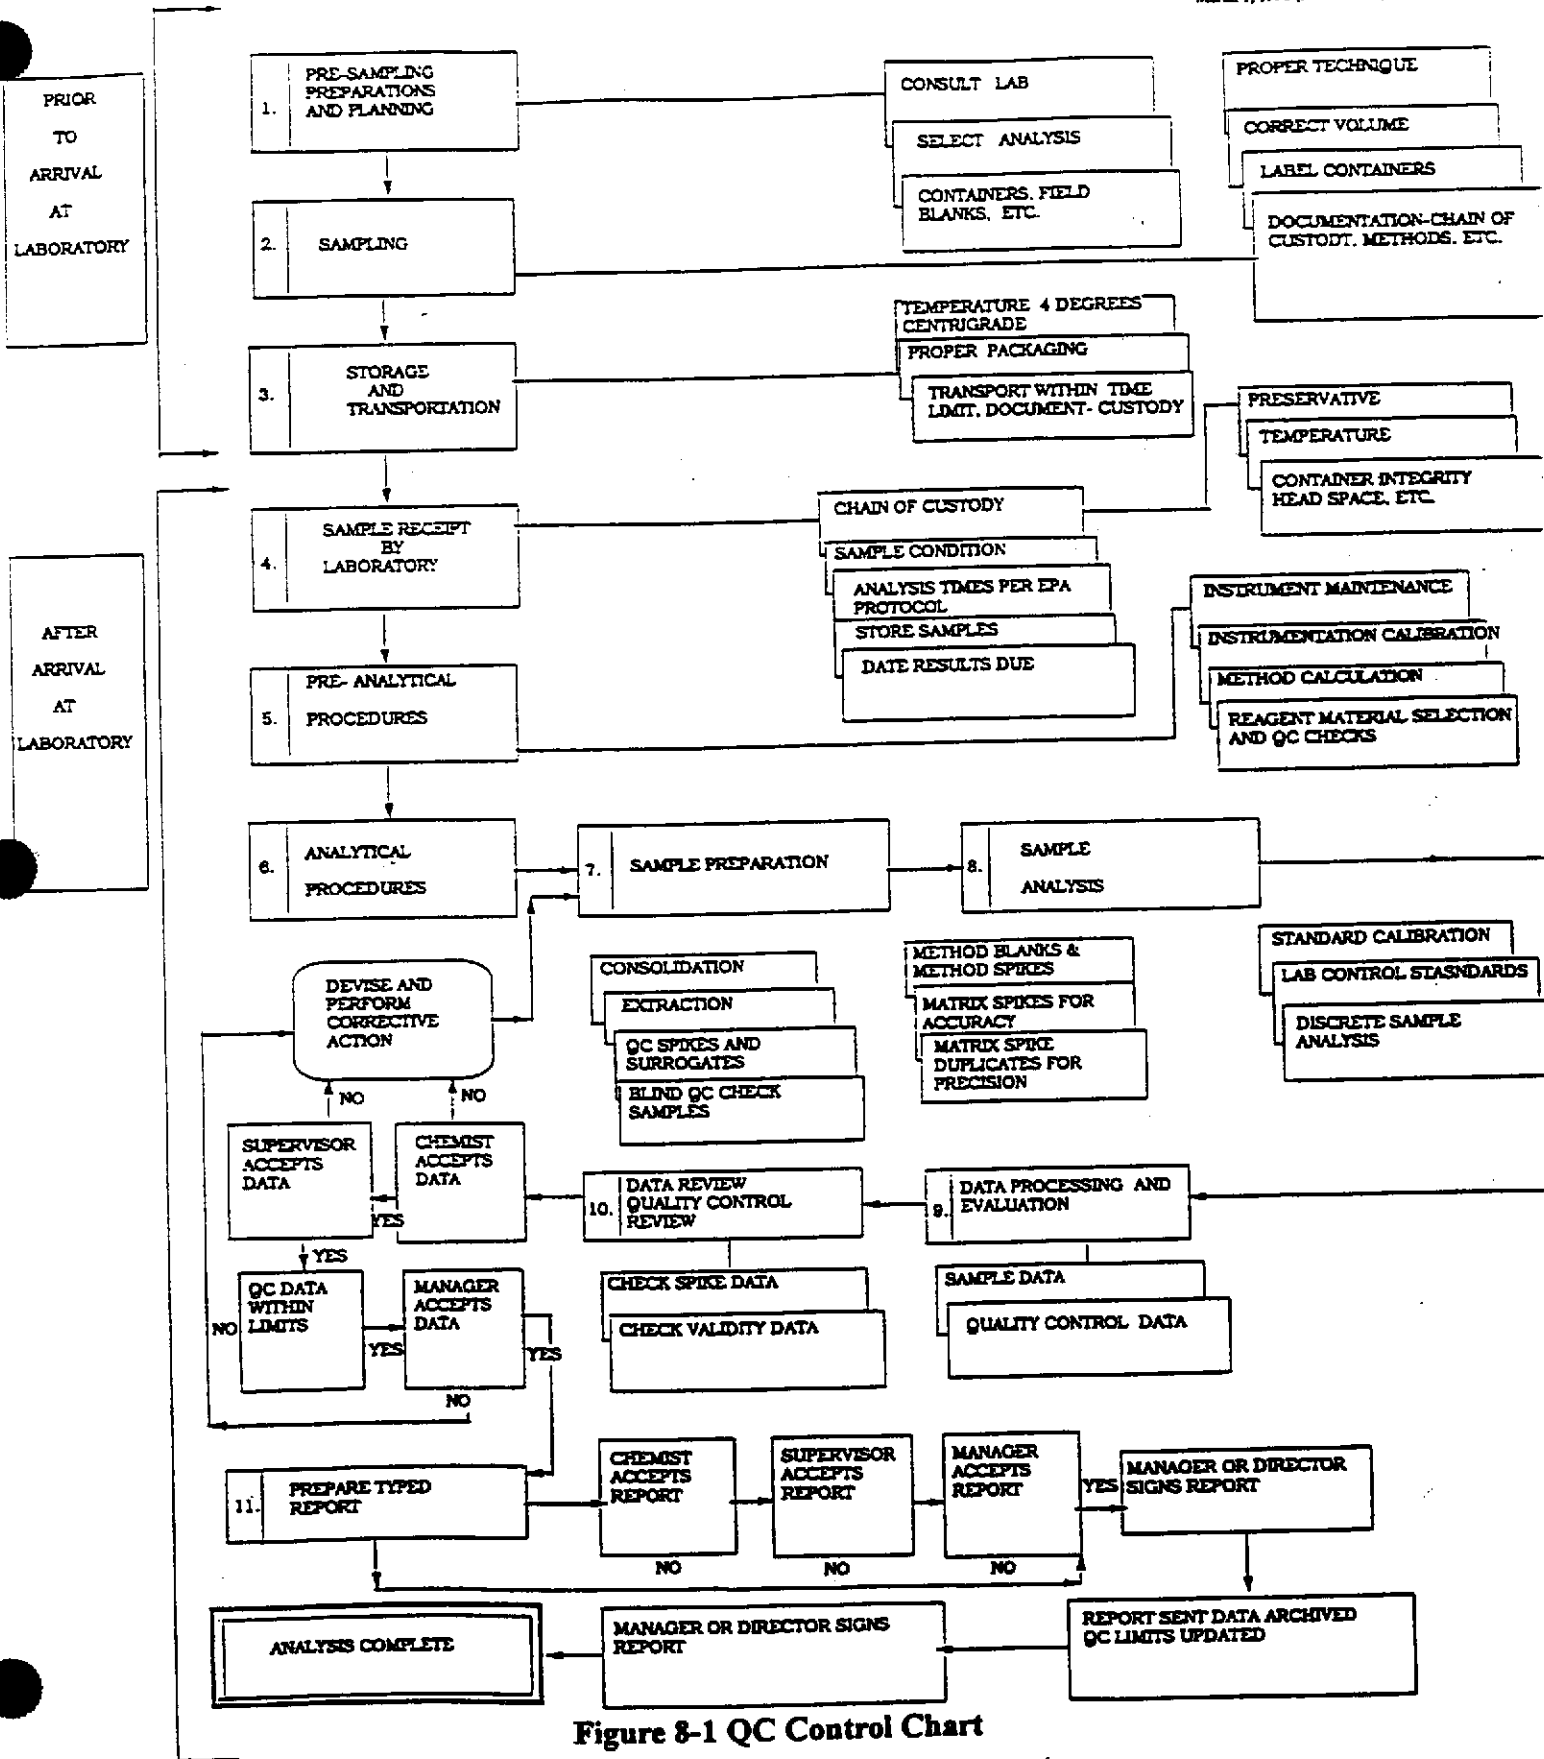 PRIOR
TO
ARRIVAL
AT
LABORATORY
1.
PRE-SAMPLING
PREPARATIONS
AND PLANNING
CONSULT LAB
SELECT ANALYSIS
CONTAINERS, FIELD
BLANKS, ETC.
PROPER TECHNIQUE
CORRECT VOLUME
LABEL CONTAINERS
DOCUMENTATION-CHAIN OF
CUSTODT, METHODS, ETC.
2.
SAMPLING
3.
STORAGE
AND
TRANSPORTATION
TEMPERATURE 4 DEGREES
CENTRIGRADE
PROPER PACKAGING
TRANSPORT WITHIN TIME
LIMIT, DOCUMENT- CUSTODY
PRESERVATIVE
TEMPERATURE
CONTAINER INTEGRITY
HEAD SPACE, ETC.
AFTER
ARRIVAL
AT
LABORATORY
4.
SAMPLE RECEIPT
BY
LABORATORY
CHAIN OF CUSTODY
SAMPLE CONDITION
ANALYSIS TIMES PER EPA
PROTOCOL
STORE SAMPLES
DATE RESULTS DUE
INSTRUMENT MAINTENANCE
INSTRUMENTATION CALIBRATION
METHOD CALCULATION
REAGENT MATERIAL SELECTION
AND QC CHECKS
5.
PRE- ANALYTICAL
PROCEDURES
6.
ANALYTICAL
PROCEDURES
7.
SAMPLE PREPARATION
8.
SAMPLE
ANALYSIS
DEVISE AND
PERFORM
CORRECTIVE
ACTION
CONSOLIDATION
EXTRACTION
QC SPIKES AND
SURROGATES
BLIND QC CHECK
SAMPLES
METHOD BLANKS &
METHOD SPIKES
MATRIX SPIKES FOR
ACCURACY
MATRIX SPIKE
DUPLICATES FOR
PRECISION
STANDARD CALIBRATION
LAB CONTROL STASNDARDS
DISCRETE SAMPLE
ANALYSIS
NO
NO
SUPERVISOR
ACCEPTS
DATA
CHEMIST
ACCEPTS
DATA
YES
10.
DATA REVIEW
QUALITY CONTROL
REVIEW
9.
DATA PROCESSING AND
EVALUATION
YES
QC DATA
WITHIN
LIMITS
NO
YES
MANAGER
ACCEPTS
DATA
YES
NO
CHECK SPIKE DATA
CHECK VALIDITY DATA
SAMPLE DATA
QUALITY CONTROL DATA
11.
PREPARE TYPED
REPORT
CHEMIST
ACCEPTS
REPORT
NO
SUPERVISOR
ACCEPTS
REPORT
NO
MANAGER
ACCEPTS
REPORT
NO
YES
MANAGER OR DIRECTOR
SIGNS REPORT
ANALYSIS COMPLETE
MANAGER OR DIRECTOR SIGNS
REPORT
REPORT SENT DATA ARCHIVED
QC LIMITS UPDATED
Figure 8-1 QC Control Chart